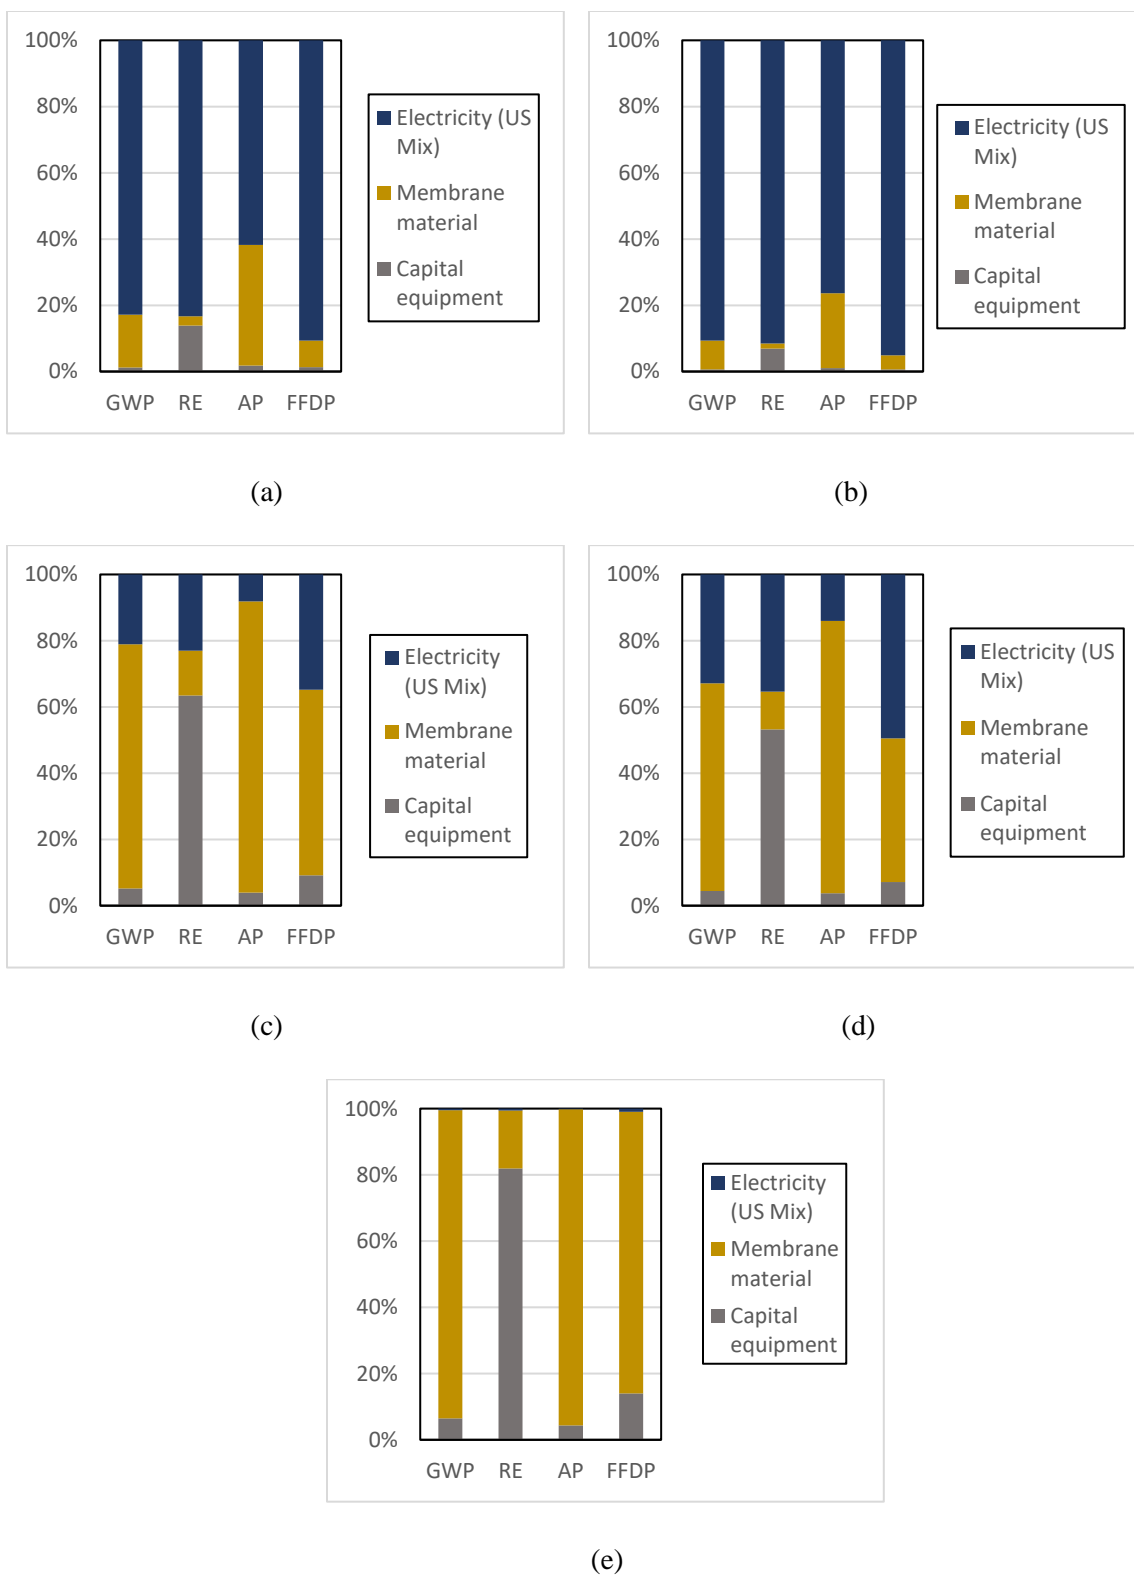 100%
80%
60%
40%
20%
0%
GWP RE AP FFDP
Electricity (US
Mix)
Membrane
material
Capital
equipment
(a)
100%
80%
60%
40%
20%
0%
GWP RE AP FFDP
Electricity (US
Mix)
Membrane
material
Capital
equipment
(b)
100%
80%
60%
40%
20%
0%
GWP RE AP FFDP
Electricity
(US Mix)
Membrane
material
Capital
equipment
(c)
100%
80%
60%
40%
20%
0%
GWP RE AP FFDP
Electricity (US
Mix)
Membrane
material
Capital
equipment
(d)
100%
80%
60%
40%
20%
0%
GWP RE AP FFDP
Electricity
(US Mix)
Membrane
material
Capital
equipment
(e)